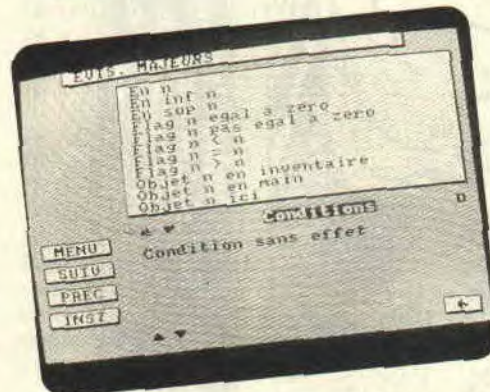 EVTS. MAJEURS
En n
En inf n
En sup n
Flag n egal a zero
Flag n pas egal a zero
Flag n < n
Flag n = n
Flag n > n
Objet n en inventaire
Objet n en main
Objet n ici
Conditions
D
Condition sans effet
MENU
SUIV
PREC
INST